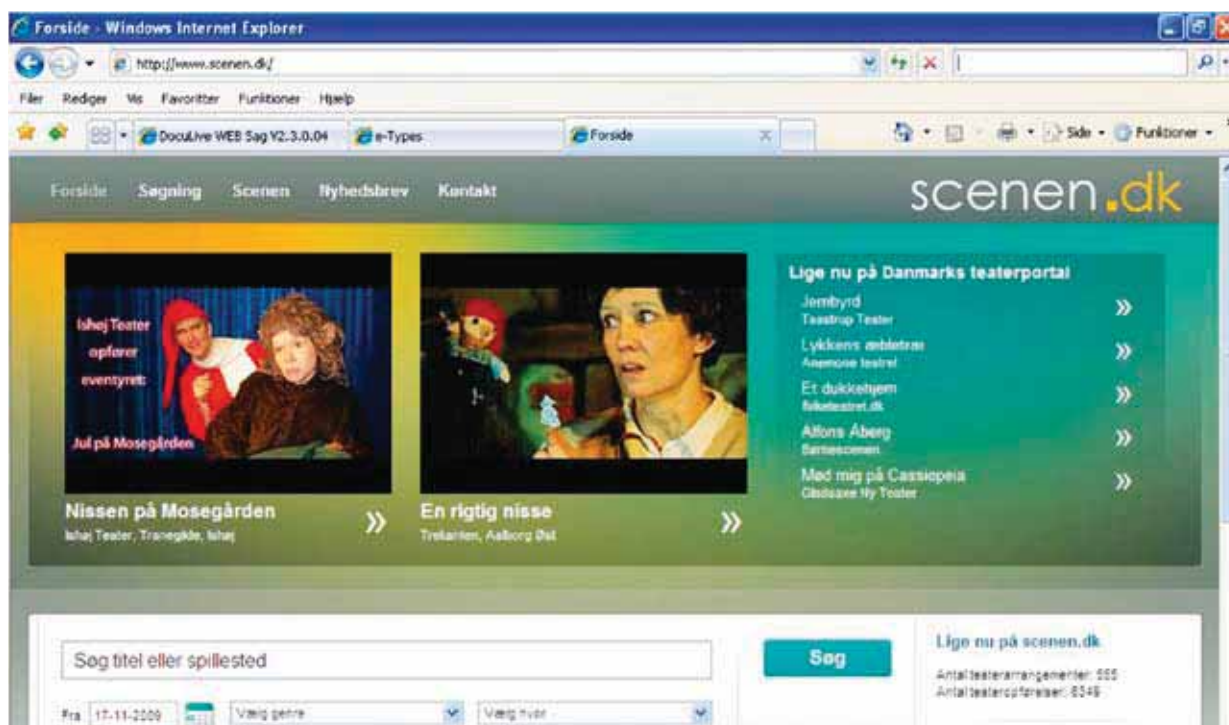 Forside - Windows Internet Explorer
http://www.scenen.dk/
Filer Rediger Vis Favoritter Funktioner Hjælp
DocuLive WEB Sag V2.3.0.04 e-Types Forside Side Funktioner
Forside Søgning Scenen Nyhedsbrev Kontakt
scenen.dk
Ishøj Teater
opfører
eventyret:
Jul på Mosegården
Nissen på Mosegården
Ishøj Teater, Tranegilde, Ishøj
En rigtig nisse
Trekanten, Aalborg Øst
Lige nu på Danmarks teaterportal
Jernbyrd
Taastrup Teater
Lykkens æbletræ
Anemone teatret
Et dukkehjem
folketeatret.dk
Alfons Åberg
Børnescenen
Mød mig på Cassiopeia
Gladsaxe Ny Teater
Søg titel eller spillested
Søg
Fra 17-11-2009 Vælg genre Vælg hvor
Lige nu på scenen.dk
Antal teaterarrangementer: 555
Antal teateropførelser: 6349